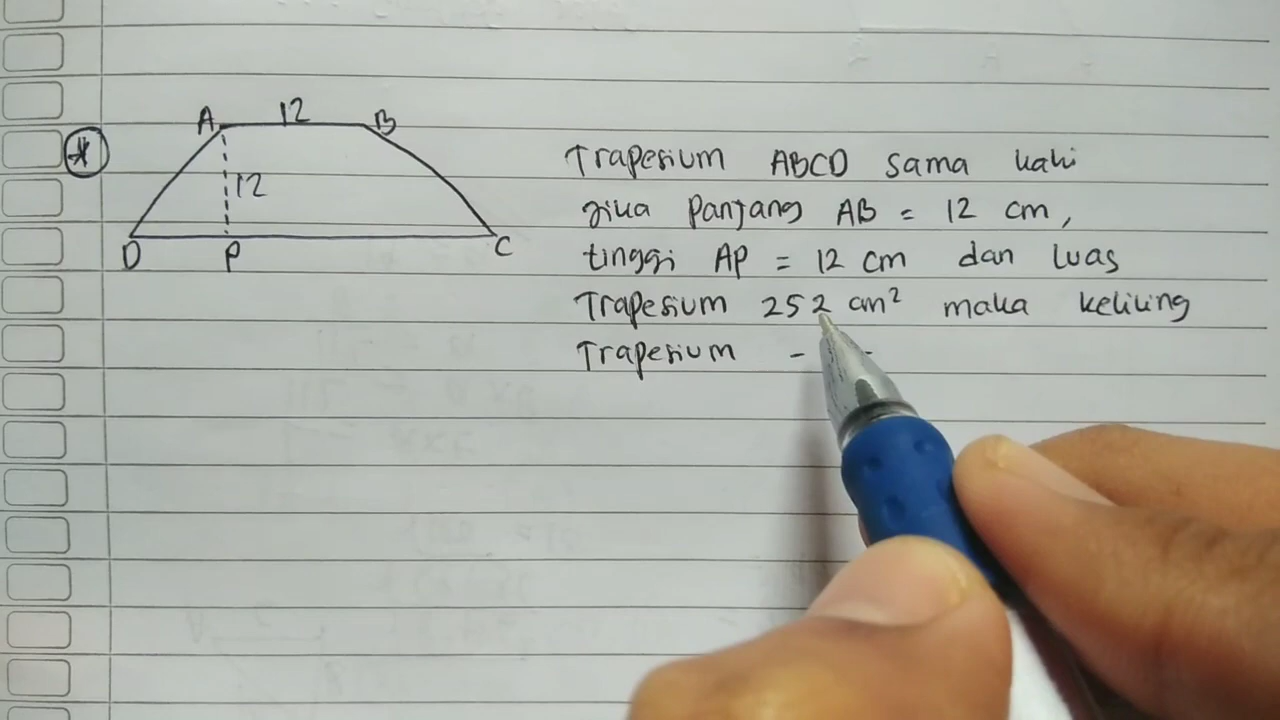 A 12 B
*
12
D P C
Trapesium ABCD sama kaki
jika panjang AB = 12 cm,
tinggi AP = 12 cm dan luas
Trapesium 252 cm² maka keliling
Trapesium - -